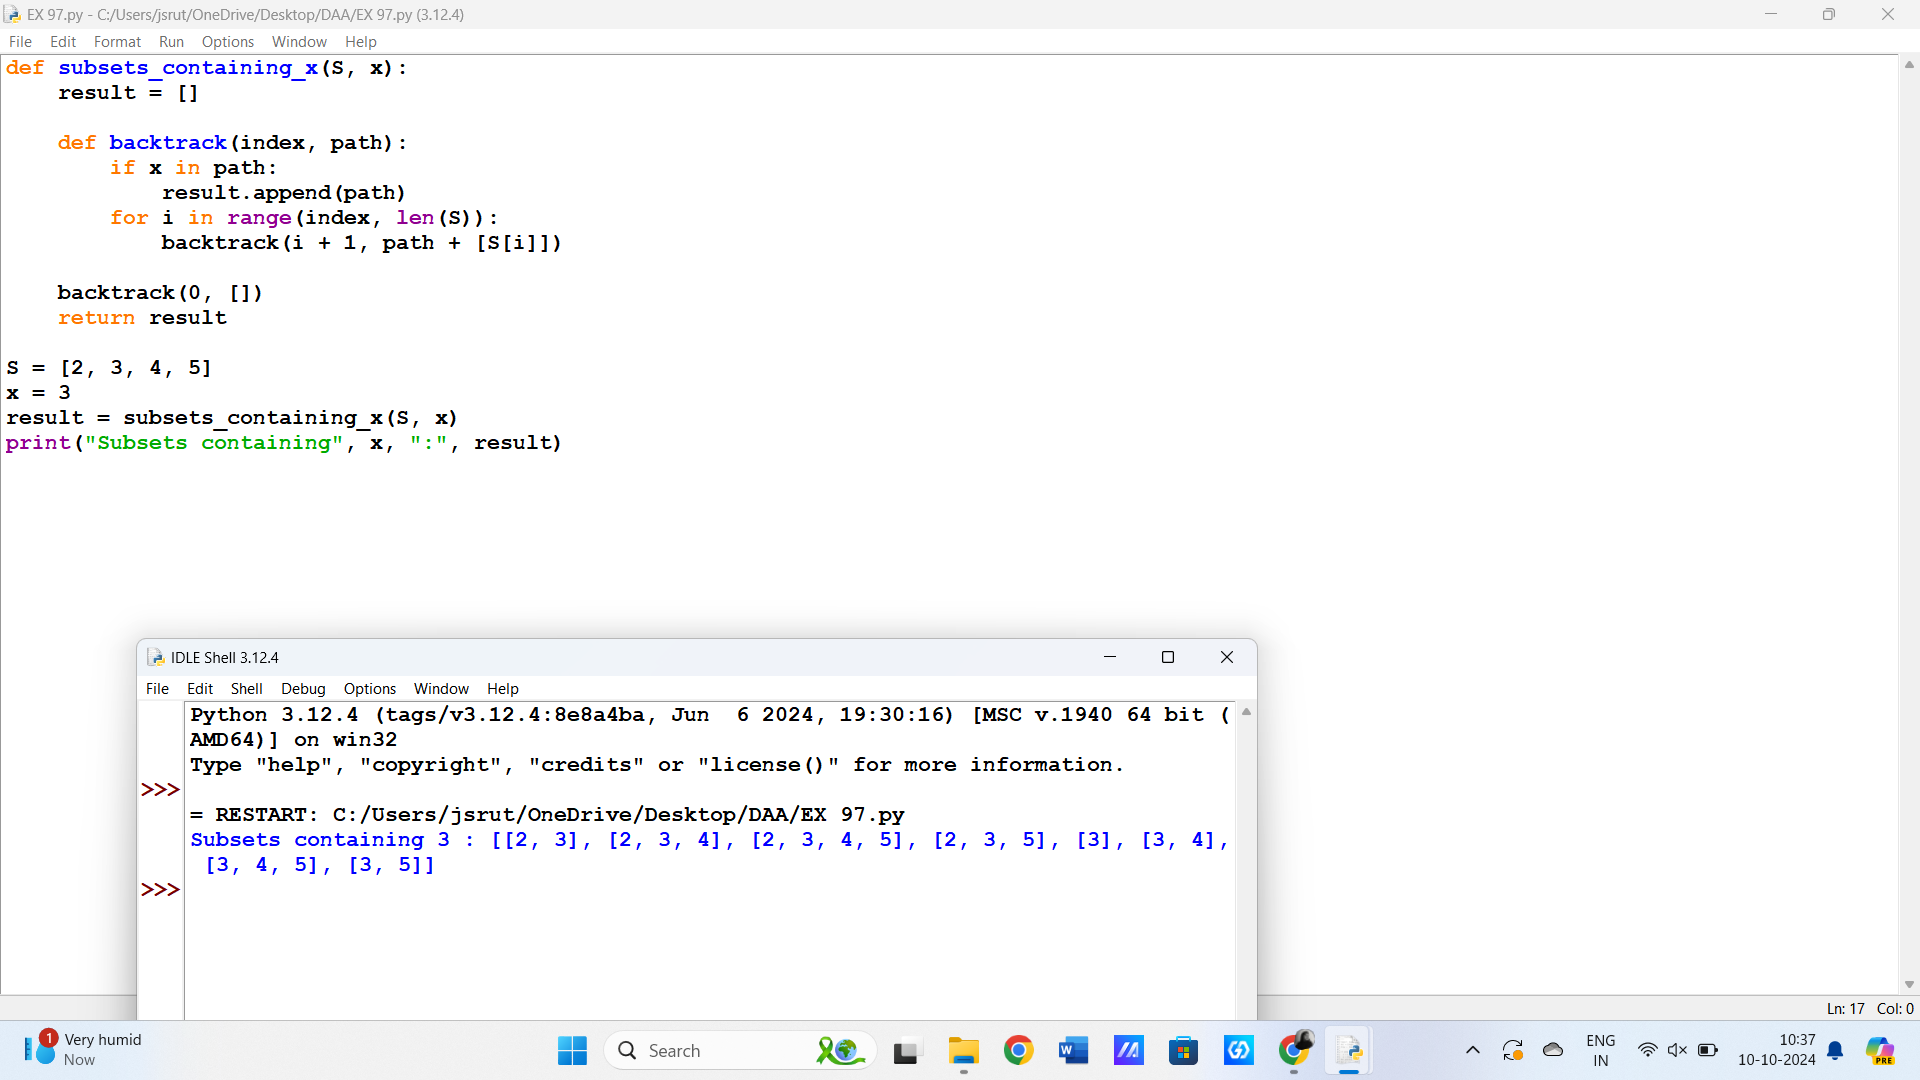 EX 97.py - C:/Users/jsrut/OneDrive/Desktop/DAA/EX 97.py (3.12.4)
File Edit Format Run Options Window Help
def subsets_containing_x(S, x):
    result = []

    def backtrack(index, path):
        if x in path:
            result.append(path)
        for i in range(index, len(S)):
            backtrack(i + 1, path + [S[i]])

    backtrack(0, [])
    return result

S = [2, 3, 4, 5]
x = 3
result = subsets_containing_x(S, x)
print("Subsets containing", x, ":", result)
IDLE Shell 3.12.4
File Edit Shell Debug Options Window Help
Python 3.12.4 (tags/v3.12.4:8e8a4ba, Jun  6 2024, 19:30:16) [MSC v.1940 64 bit (
AMD64)] on win32
Type "help", "copyright", "credits" or "license()" for more information.
>>>
= RESTART: C:/Users/jsrut/OneDrive/Desktop/DAA/EX 97.py
Subsets containing 3 : [[2, 3], [2, 3, 4], [2, 3, 4, 5], [2, 3, 5], [3], [3, 4],
 [3, 4, 5], [3, 5]]
>>>
Ln: 17 Col: 0
1
Very humid
Now
Search
W
ENG
IN
10:37
10-10-2024
PRE